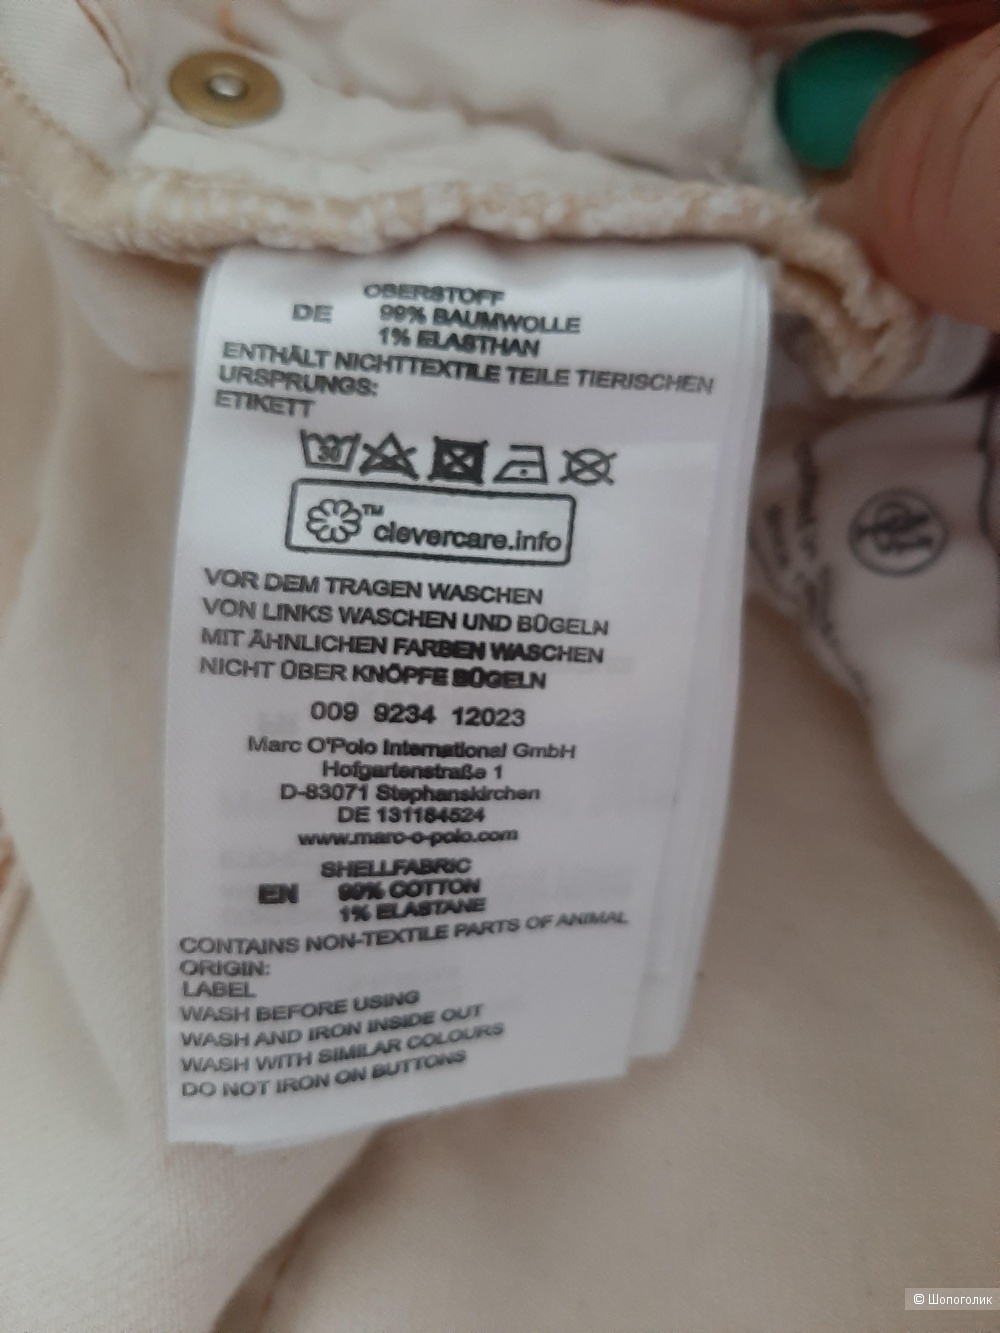 OBERSTOFF
DE 99% BAUMWOLLE
1% ELASTHAN
ENTHÄLT NICHTTEXTILE TEILE TIERISCHEN
URSPRUNGS:
ETIKETT
30
TM
clevercare.info
VOR DEM TRAGEN WASCHEN
VON LINKS WASCHEN UND BÜGELN
MIT ÄHNLICHEN FARBEN WASCHEN
NICHT ÜBER KNÖPFE BÜGELN
009 9234 12023
Marc O'Polo International GmbH
Hofgartenstraße 1
D-83071 Stephanskirchen
DE 131184524
www.marc-o-polo.com
SHELLFABRIC
EN 99% COTTON
1% ELASTANE
CONTAINS NON-TEXTILE PARTS OF ANIMAL
ORIGIN:
LABEL
WASH BEFORE USING
WASH AND IRON INSIDE OUT
WASH WITH SIMILAR COLOURS
DO NOT IRON ON BUTTONS
© Шопоголик